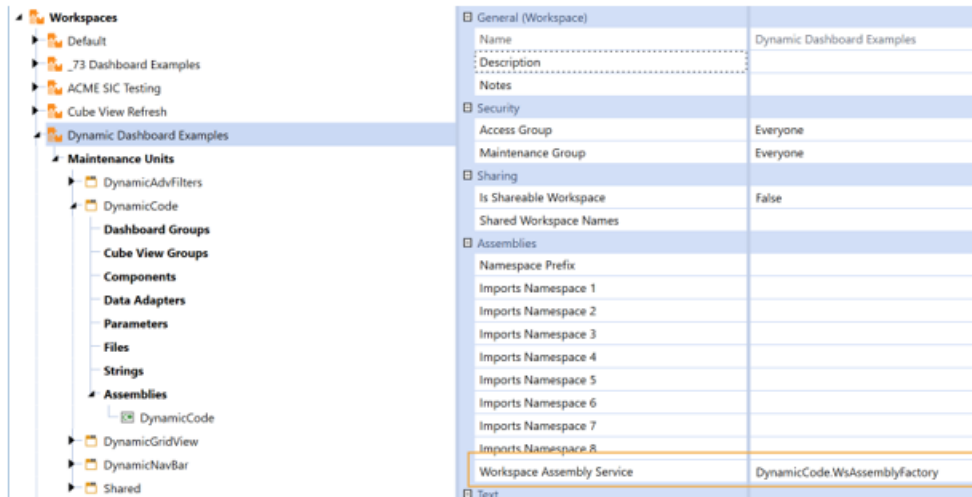 Workspaces
Default
_73 Dashboard Examples
ACME SIC Testing
Cube View Refresh
Dynamic Dashboard Examples
Maintenance Units
DynamicAdvFilters
DynamicCode
Dashboard Groups
Cube View Groups
Components
Data Adapters
Parameters
Files
Strings
Assemblies
DynamicCode
DynamicGridView
DynamicNavBar
Shared
General (Workspace)
Name Dynamic Dashboard Examples
Description
Notes
Security
Access Group Everyone
Maintenance Group Everyone
Sharing
Is Shareable Workspace False
Shared Workspace Names
Assemblies
Namespace Prefix
Imports Namespace 1
Imports Namespace 2
Imports Namespace 3
Imports Namespace 4
Imports Namespace 5
Imports Namespace 6
Imports Namespace 7
Imports Namespace 8
Workspace Assembly Service DynamicCode.WsAssemblyFactory
Text